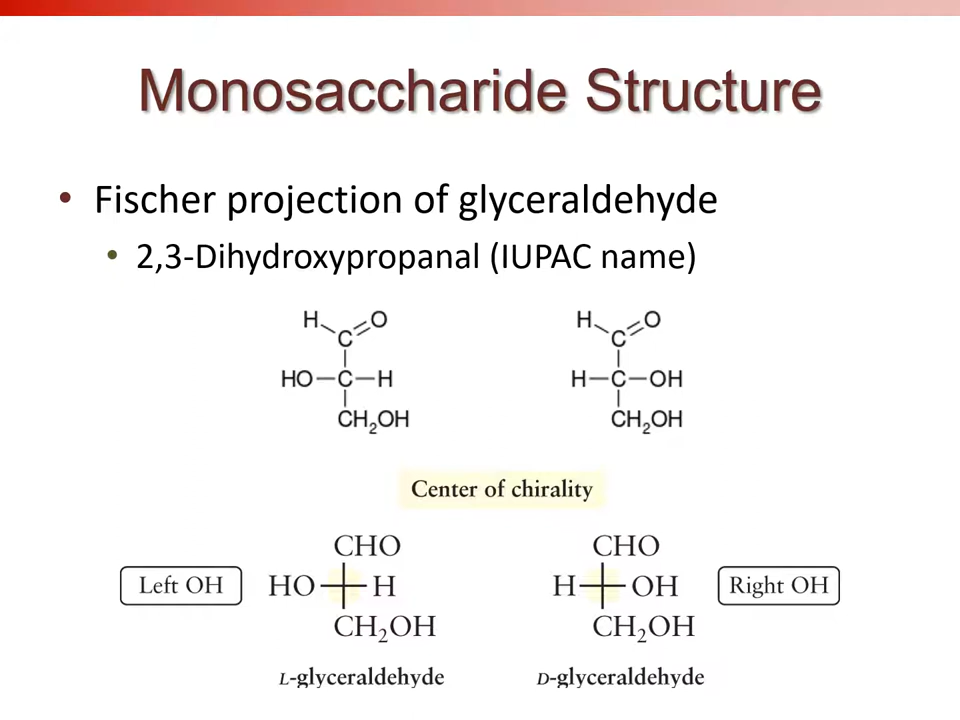 Monosaccharide Structure
• Fischer projection of glyceraldehyde
• 2,3-Dihydroxypropanal (IUPAC name)
H O H O
C C
HO C H H C OH
CH₂OH CH₂OH
Center of chirality
CHO CHO
Left OH HO H H OH Right OH
CH₂OH CH₂OH
L-glyceraldehyde D-glyceraldehyde